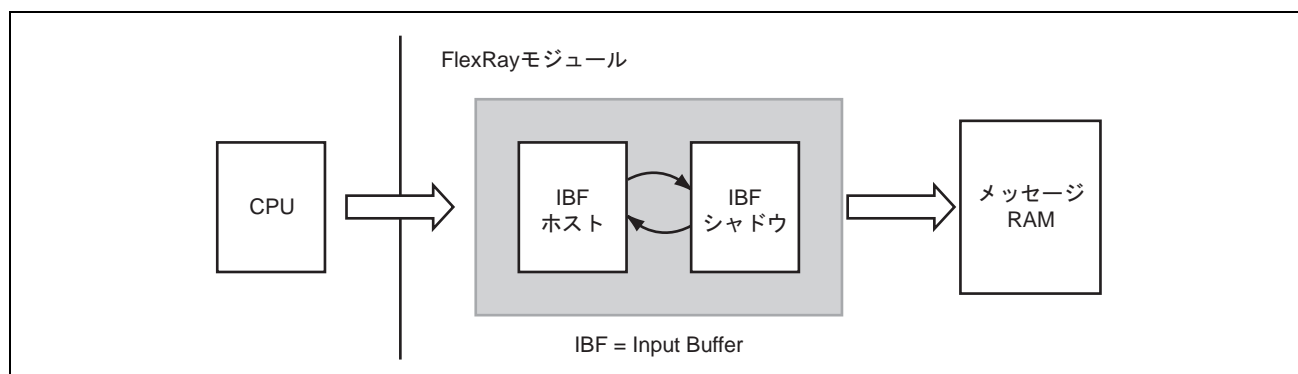 FlexRayモジュール
CPU
IBF
ホスト
IBF
シャドウ
メッセージ
RAM
IBF = Input Buffer